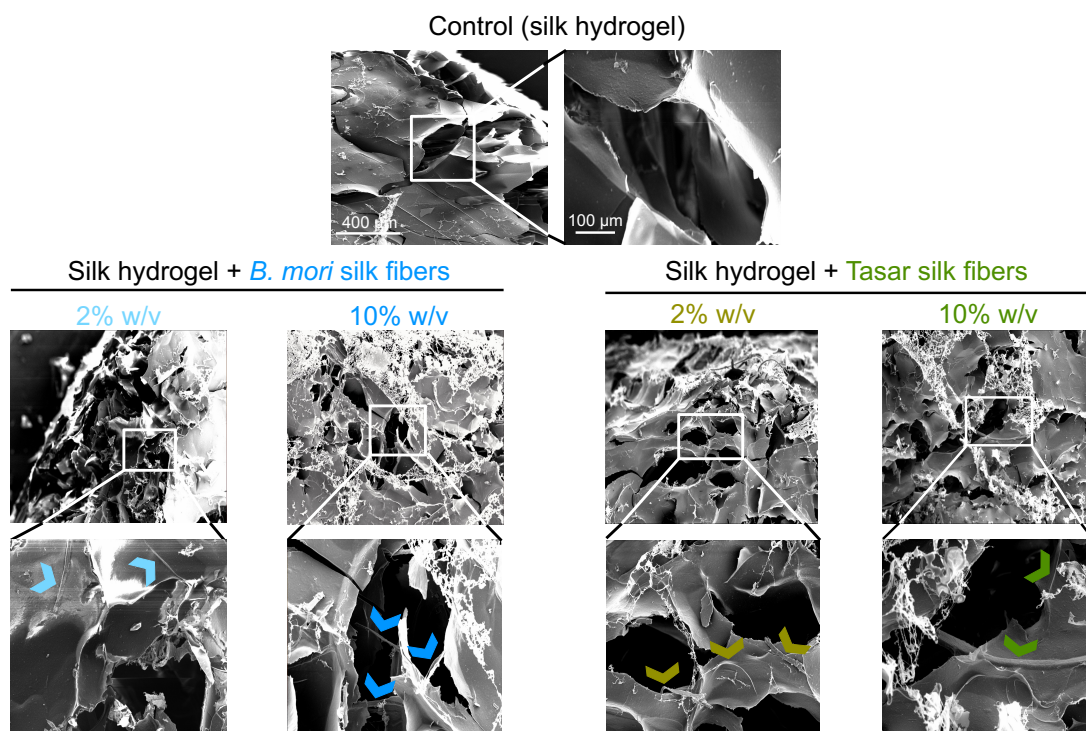 Control (silk hydrogel)
400 µm
100 µm
Silk hydrogel + B. mori silk fibers
Silk hydrogel + Tasar silk fibers
2% w/v
10% w/v
2% w/v
10% w/v